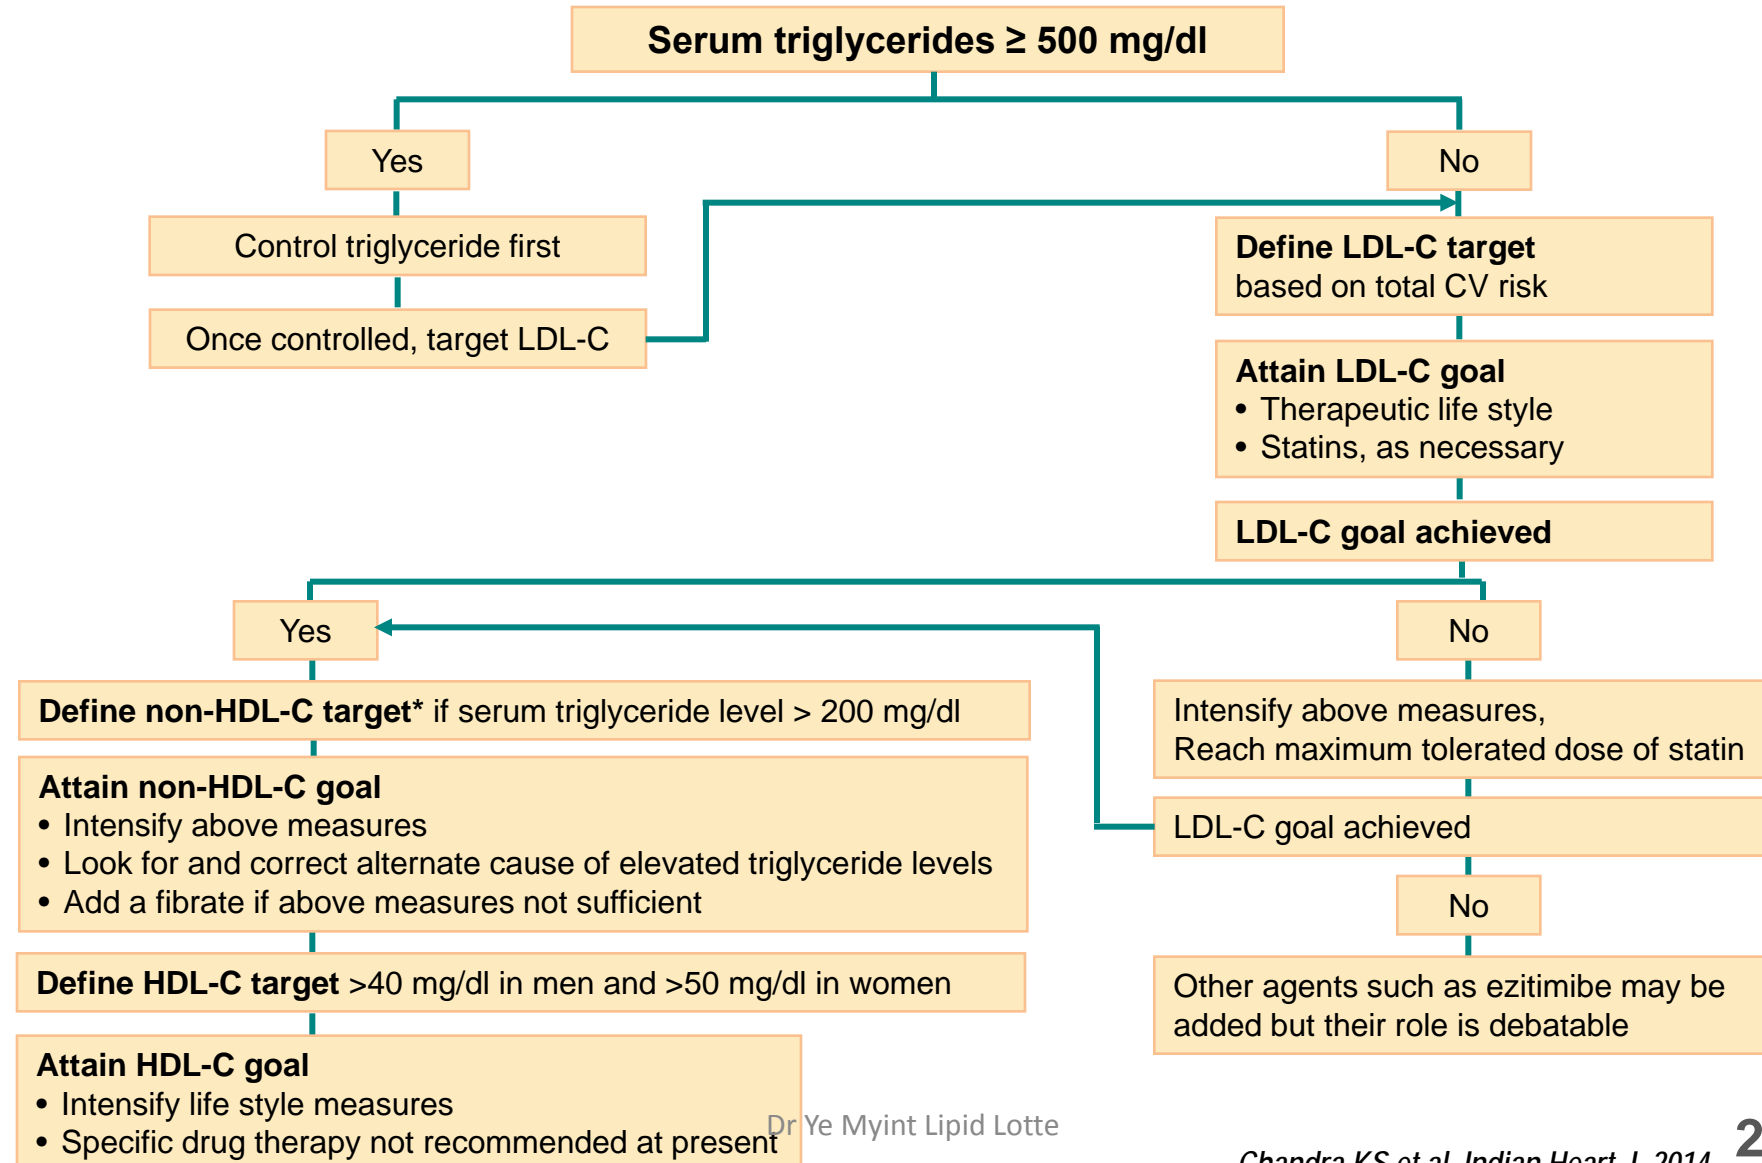 Serum triglycerides ≥ 500 mg/dl
Yes
No
Control triglyceride first
Once controlled, target LDL-C
Define LDL-C target
based on total CV risk
Attain LDL-C goal
• Therapeutic life style
• Statins, as necessary
LDL-C goal achieved
Yes
No
Define non-HDL-C target* if serum triglyceride level > 200 mg/dl
Attain non-HDL-C goal
• Intensify above measures
• Look for and correct alternate cause of elevated triglyceride levels
• Add a fibrate if above measures not sufficient
Define HDL-C target >40 mg/dl in men and >50 mg/dl in women
Attain HDL-C goal
• Intensify life style measures
• Specific drug therapy not recommended at present
Intensify above measures,
Reach maximum tolerated dose of statin
LDL-C goal achieved
No
Other agents such as ezitimibe may be
added but their role is debatable
Dr Ye Myint Lipid Lotte
Chandra KS et al. Indian Heart J. 2014
2